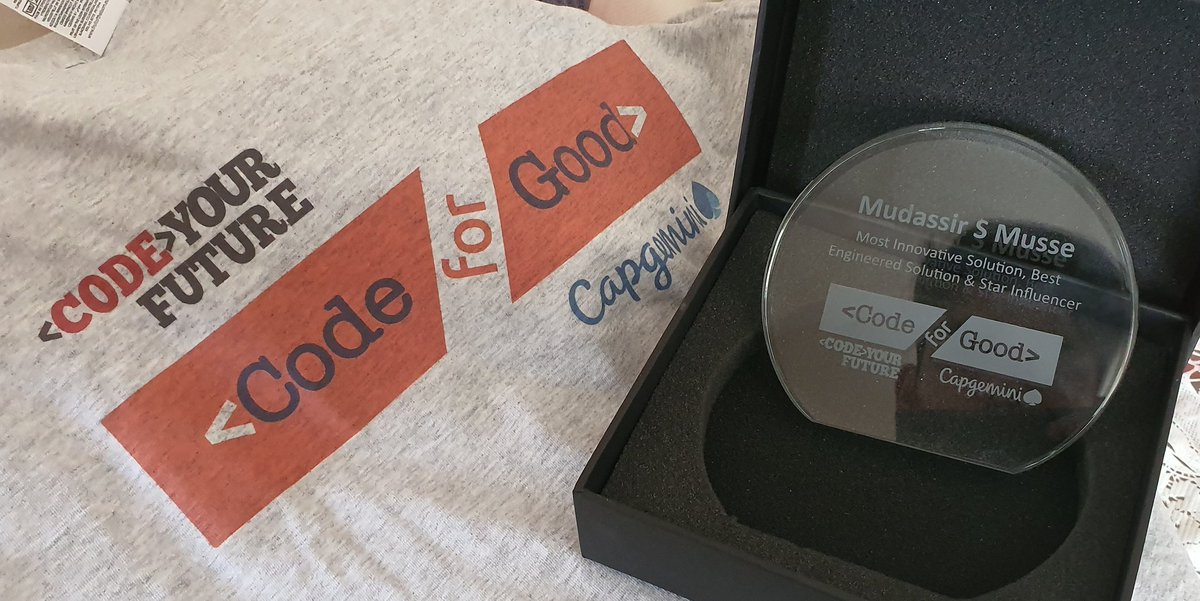 <CODE>YOUR
FUTURE
<Code
for
Good>
Capgemini
Mudassir S Musse
Most Innovative Solution, Best
Engineered Solution & Star Influencer
<Code
for
Good>
<CODE>YOUR
FUTURE
Capgemini